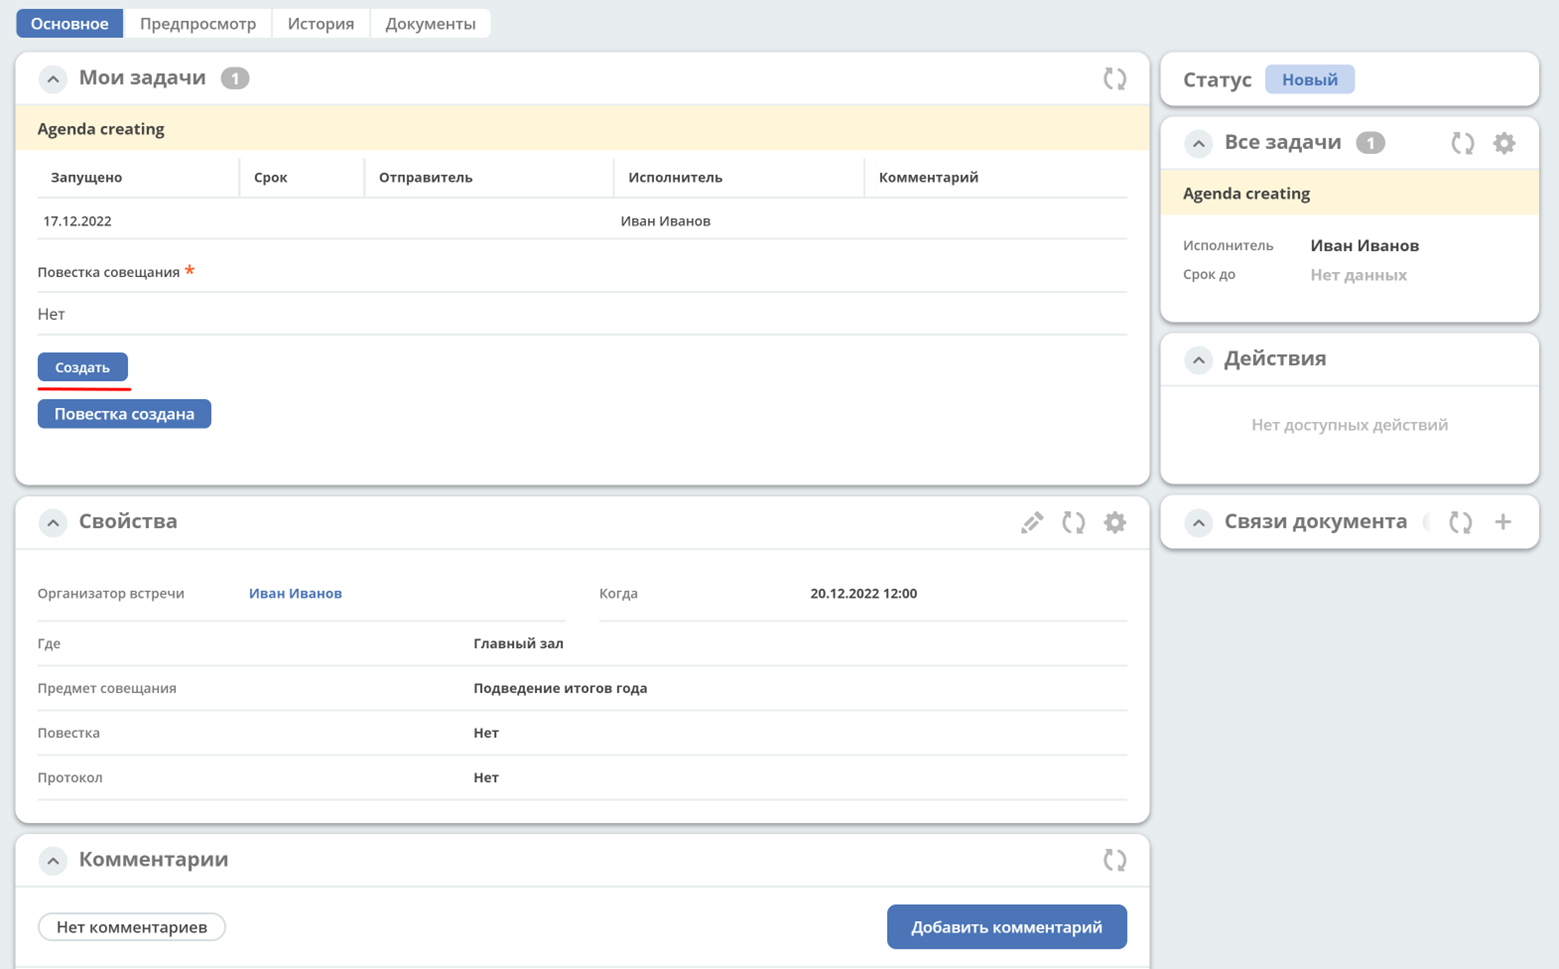 Основное Предпросмотр История Документы
Мои задачи 1
Agenda creating
Запущено Срок Отправитель Исполнитель Комментарий
17.12.2022 Иван Иванов
Повестка совещания *
Нет
Создать
Повестка создана
Свойства
Организатор встречи Иван Иванов Когда 20.12.2022 12:00
Где Главный зал
Предмет совещания Подведение итогов года
Повестка Нет
Протокол Нет
Комментарии
Нет комментариев Добавить комментарий
Статус Новый
Все задачи 1
Agenda creating
Исполнитель Иван Иванов
Срок до Нет данных
Действия
Нет доступных действий
Связи документа